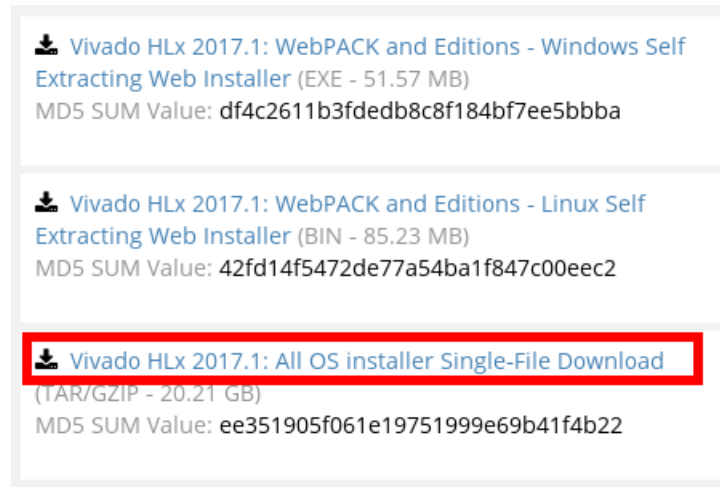 Vivado HLx 2017.1: WebPACK and Editions - Windows Self
Extracting Web Installer (EXE - 51.57 MB)
MD5 SUM Value: df4c2611b3fdedb8c8f184bf7ee5bbba
Vivado HLx 2017.1: WebPACK and Editions - Linux Self
Extracting Web Installer (BIN - 85.23 MB)
MD5 SUM Value: 42fd14f5472de77a54ba1f847c00eec2
Vivado HLx 2017.1: All OS installer Single-File Download
(TAR/GZIP - 20.21 GB)
MD5 SUM Value: ee351905f061e19751999e69b41f4b22